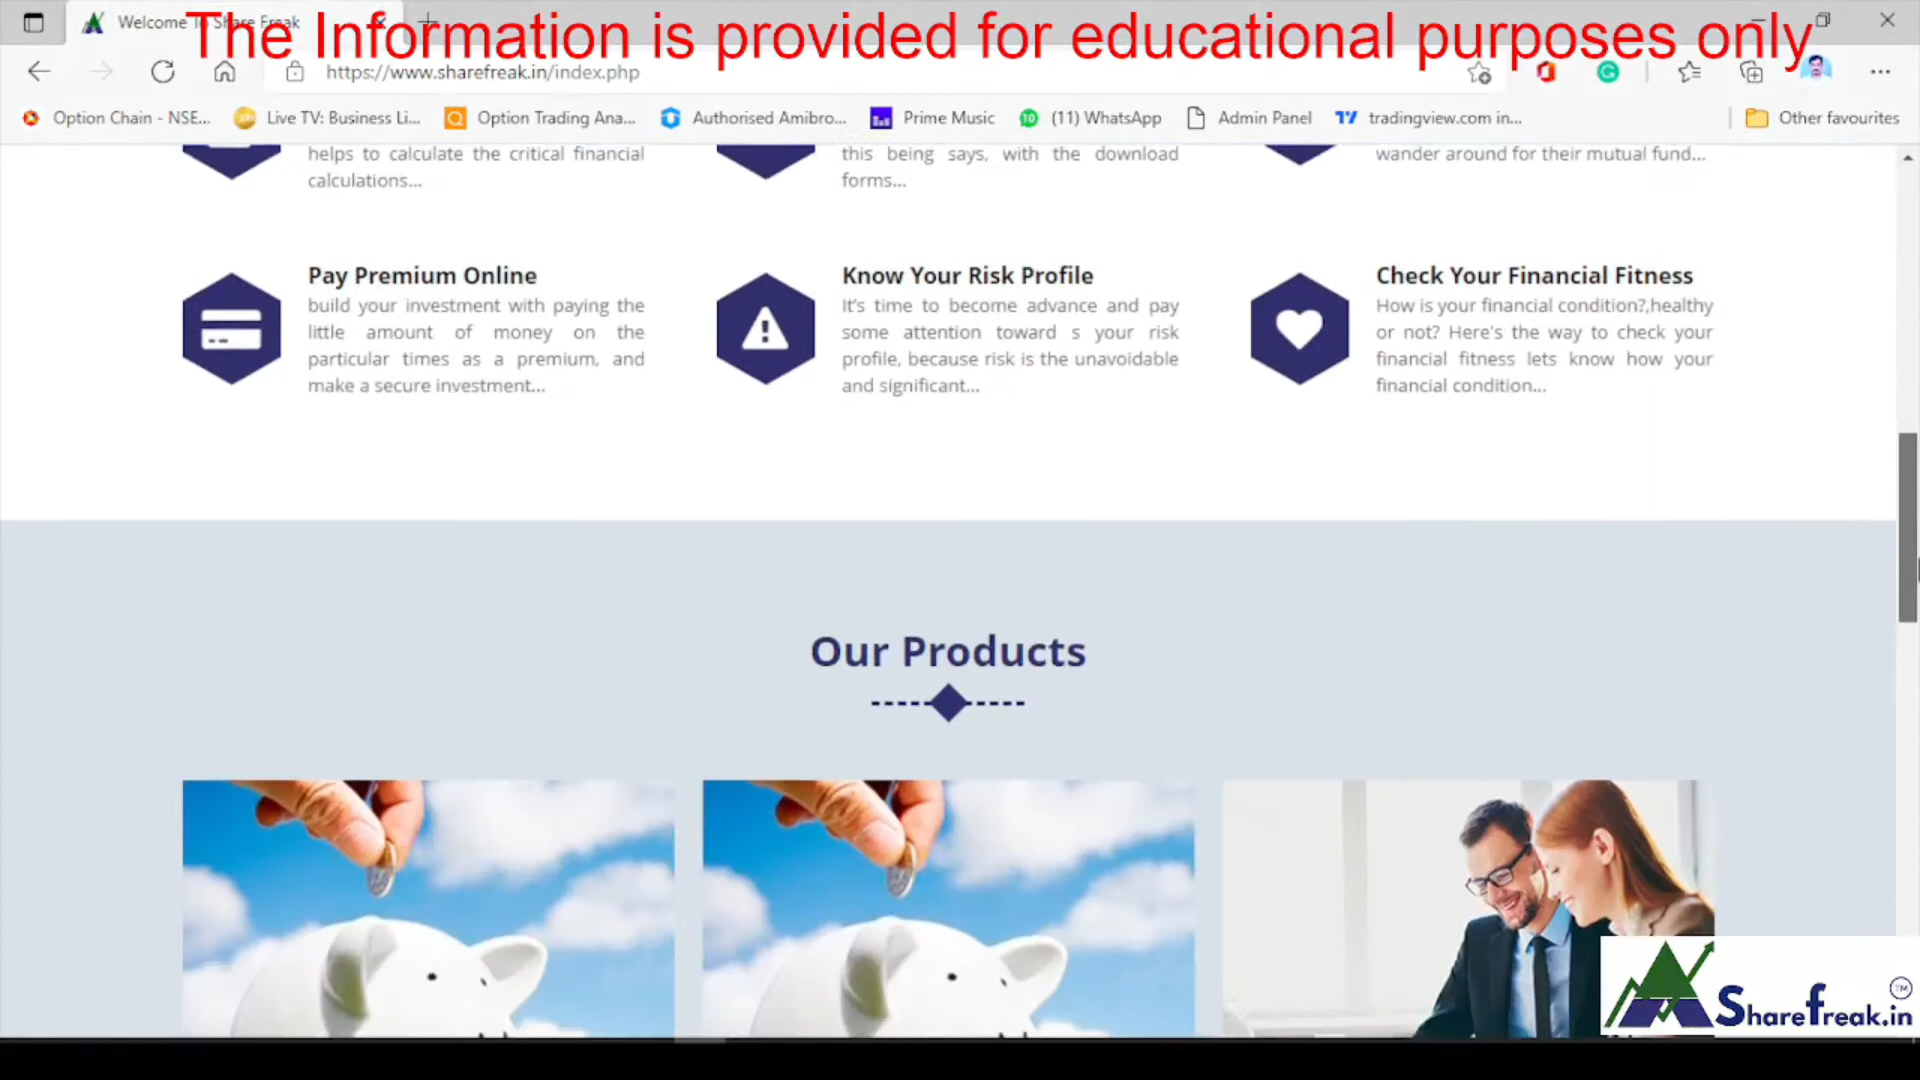 The Information is provided for educational purposes only
Welcome To Share Freak
https://www.sharefreak.in/index.php
Option Chain - NSE... Live TV: Business Li... Option Trading Ana... Authorised Amibro... Prime Music (11) WhatsApp Admin Panel tradingview.com in... Other favourites
helps to calculate the critical financial
calculations...
this being says, with the download
forms...
wander around for their mutual fund...
Pay Premium Online
build your investment with paying the
little amount of money on the
particular times as a premium, and
make a secure investment...
Know Your Risk Profile
It's time to become advance and pay
some attention toward s your risk
profile, because risk is the unavoidable
and significant...
Check Your Financial Fitness
How is your financial condition?,healthy
or not? Here's the way to check your
financial fitness lets know how your
financial condition...
Our Products
ShareFreak.in
TM